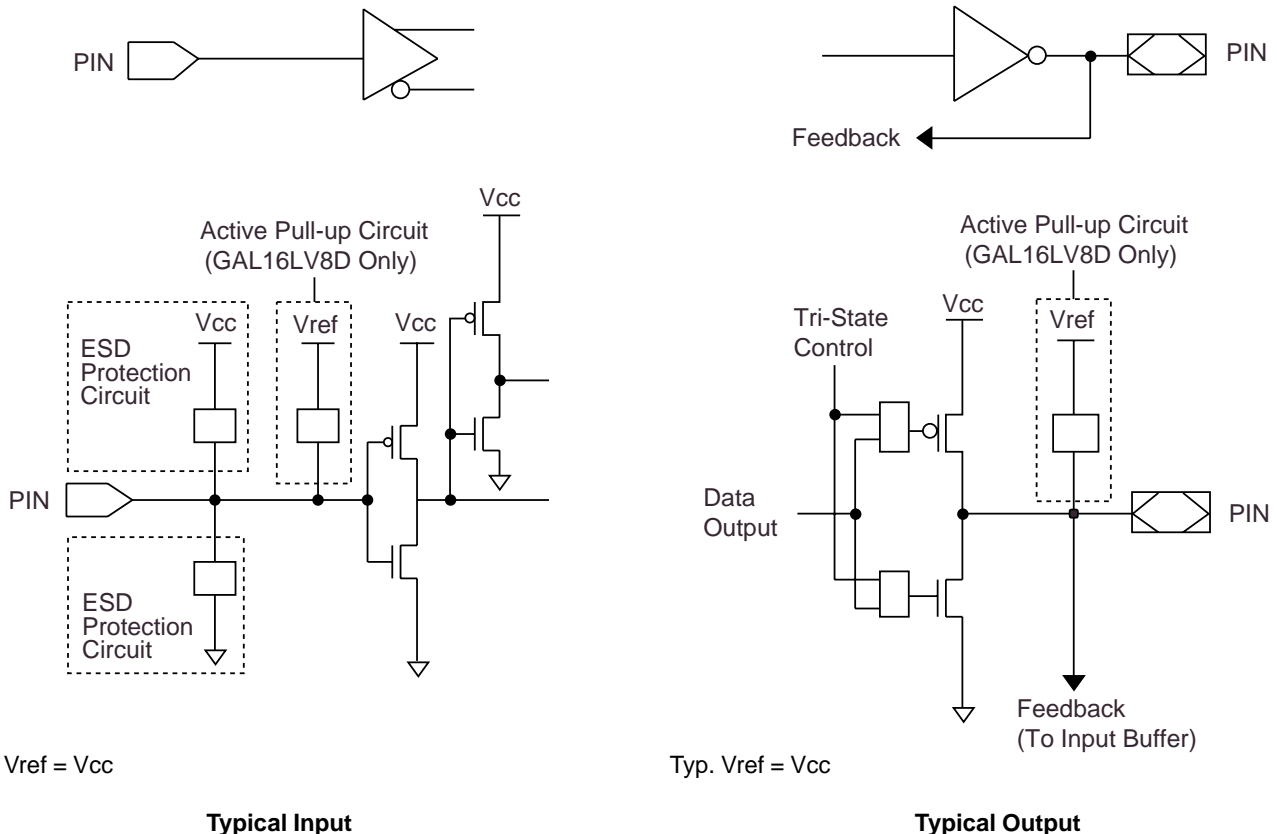 PIN
PIN
Feedback
Vcc
Active Pull-up Circuit
(GAL16LV8D Only)
Vcc
Vref
Vcc
ESD
Protection
Circuit
PIN
ESD
Protection
Circuit
Vref = Vcc
Typical Input
Active Pull-up Circuit
(GAL16LV8D Only)
Tri-State
Control
Vcc
Vref
Data
Output
PIN
Feedback
(To Input Buffer)
Typ. Vref = Vcc
Typical Output